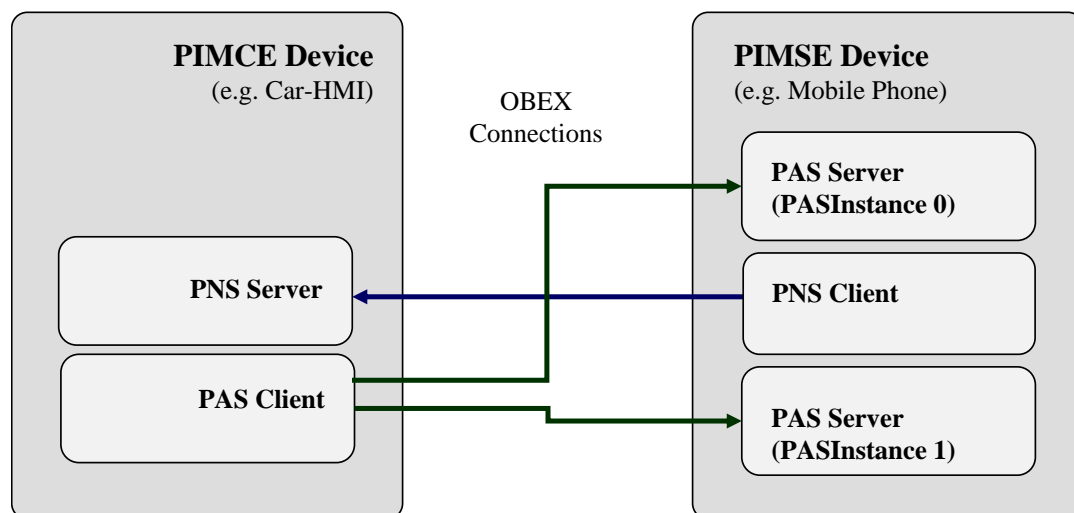 PIMCE Device
(e.g. Car-HMI)
PNS Server
PAS Client
OBEX
Connections
PIMSE Device
(e.g. Mobile Phone)
PAS Server
(PASInstance 0)
PNS Client
PAS Server
(PASInstance 1)